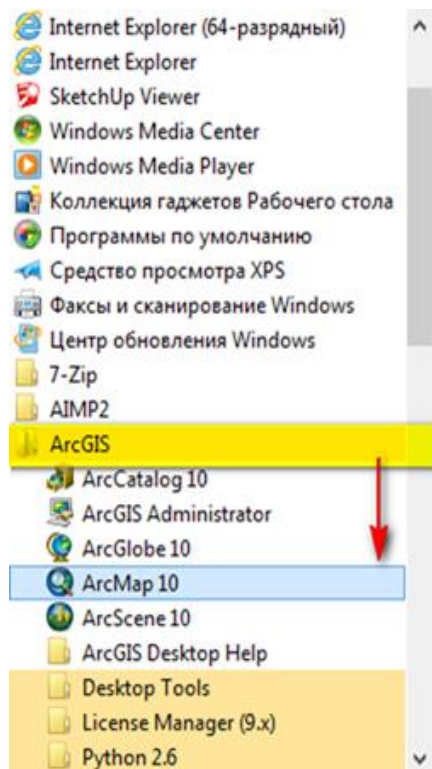 Internet Explorer (64-разрядный)
Internet Explorer
SketchUp Viewer
Windows Media Center
Windows Media Player
Коллекция гаджетов Рабочего стола
Программы по умолчанию
Средство просмотра XPS
Факсы и сканирование Windows
Центр обновления Windows
7-Zip
AIMP2
ArcGIS
ArcCatalog 10
ArcGIS Administrator
ArcGlobe 10
ArcMap 10
ArcScene 10
ArcGIS Desktop Help
Desktop Tools
License Manager (9.x)
Python 2.6